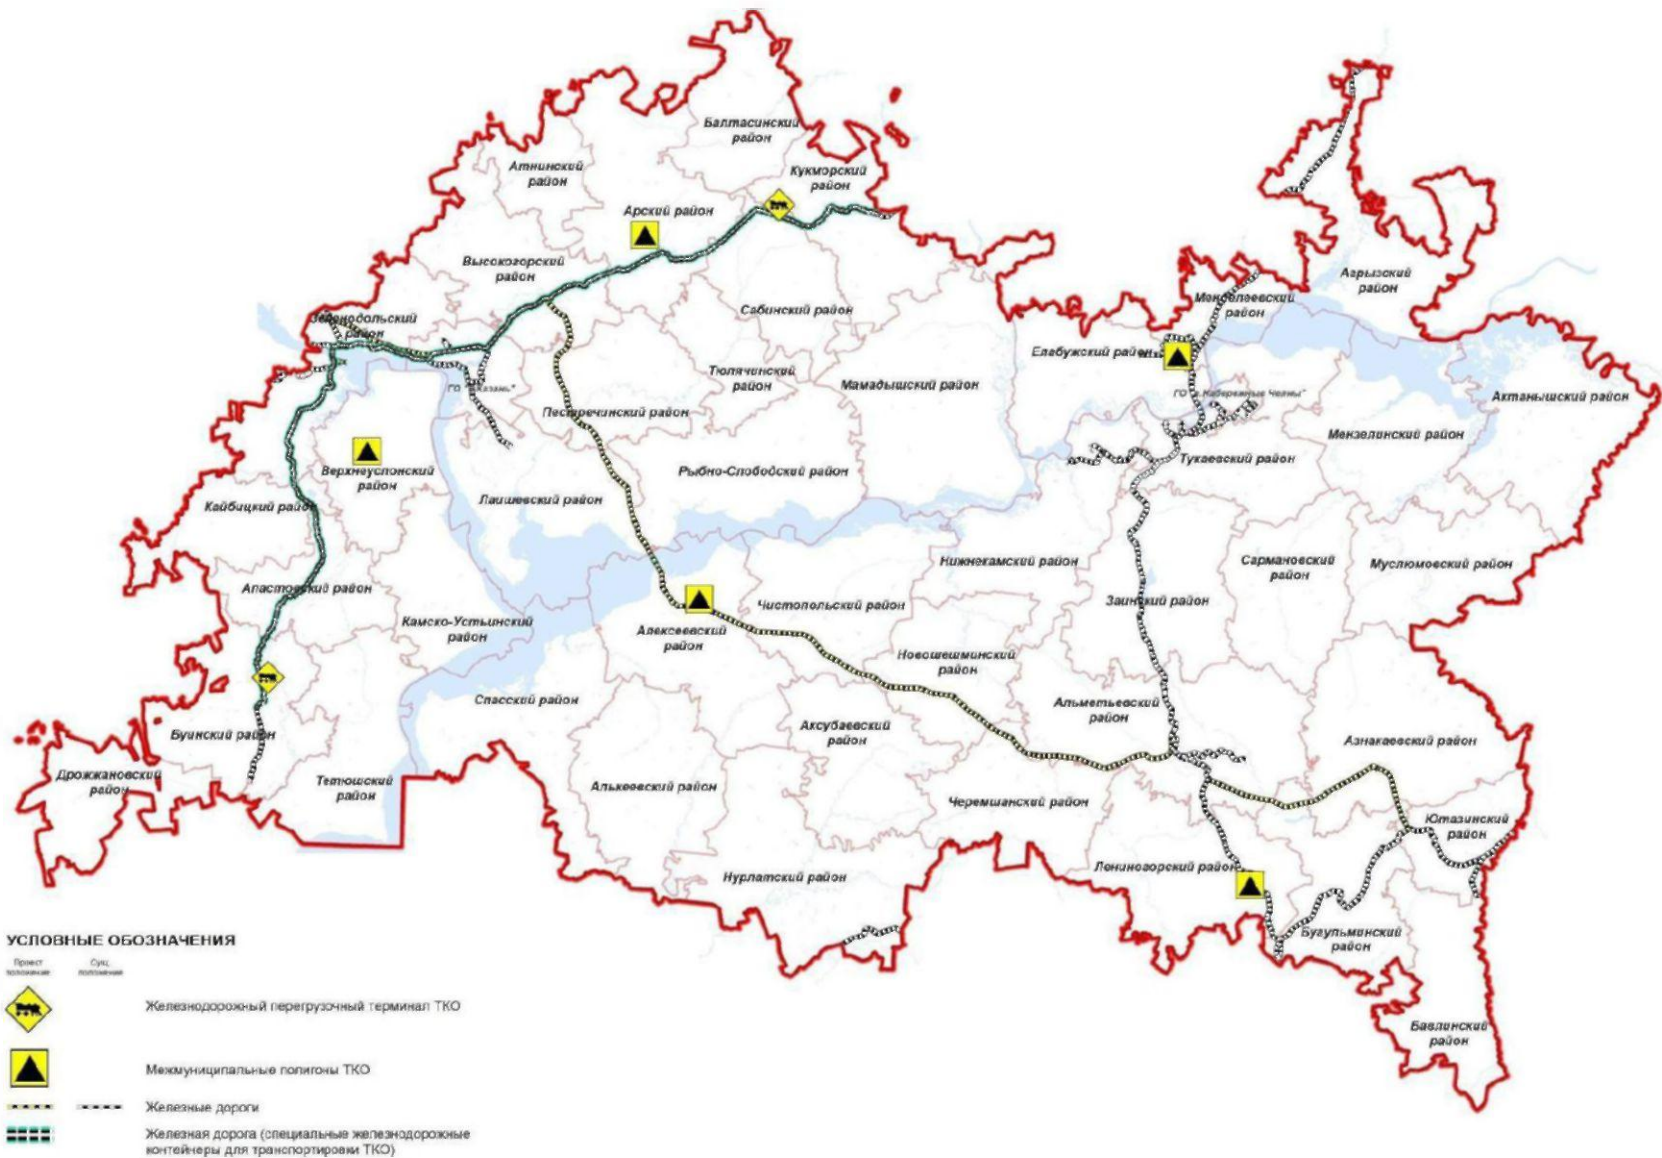 Балтасинский
район
Кукморский
район
Атнинский
район
Арский район
Высокогорский
район
Агрызский
район
Менделеевский
район
Зеленодольский
район
Сабинский район
Елабужский район
Тюлячинский
район
Мамадышский район
ГО "г.Казань"
ГО "г.Набережные Челны"
Актанышский район
Пестречинский район
Мензелинский район
Тукаевский район
Рыбно-Слободский район
Верхнеуслонский
район
Лаишевский район
Кайбицкий район
Нижнекамский район
Сармановский
район
Муслюмовский район
Апастовский район
Чистопольский район
Заинский район
Камско-Устьинский
район
Алексеевский
район
Новошешминский
район
Спасский район
Альметьевский
район
Аксубаевский
район
Буинский район
Азнакаевский район
Дрожжановский
район
Тетюшский
район
Алькеевский район
Черемшанский район
Ютазинский
район
Лениногорский район
Нурлатский район
Бугульминский
район
Бавлинский
район
УСЛОВНЫЕ ОБОЗНАЧЕНИЯ
Проект. Сущ.
положение положение
Железнодорожный перегрузочный терминал ТКО
Межмуниципальные полигоны ТКО
Железные дороги
Железная дорога (специальные железнодорожные
контейнеры для транспортировки ТКО)